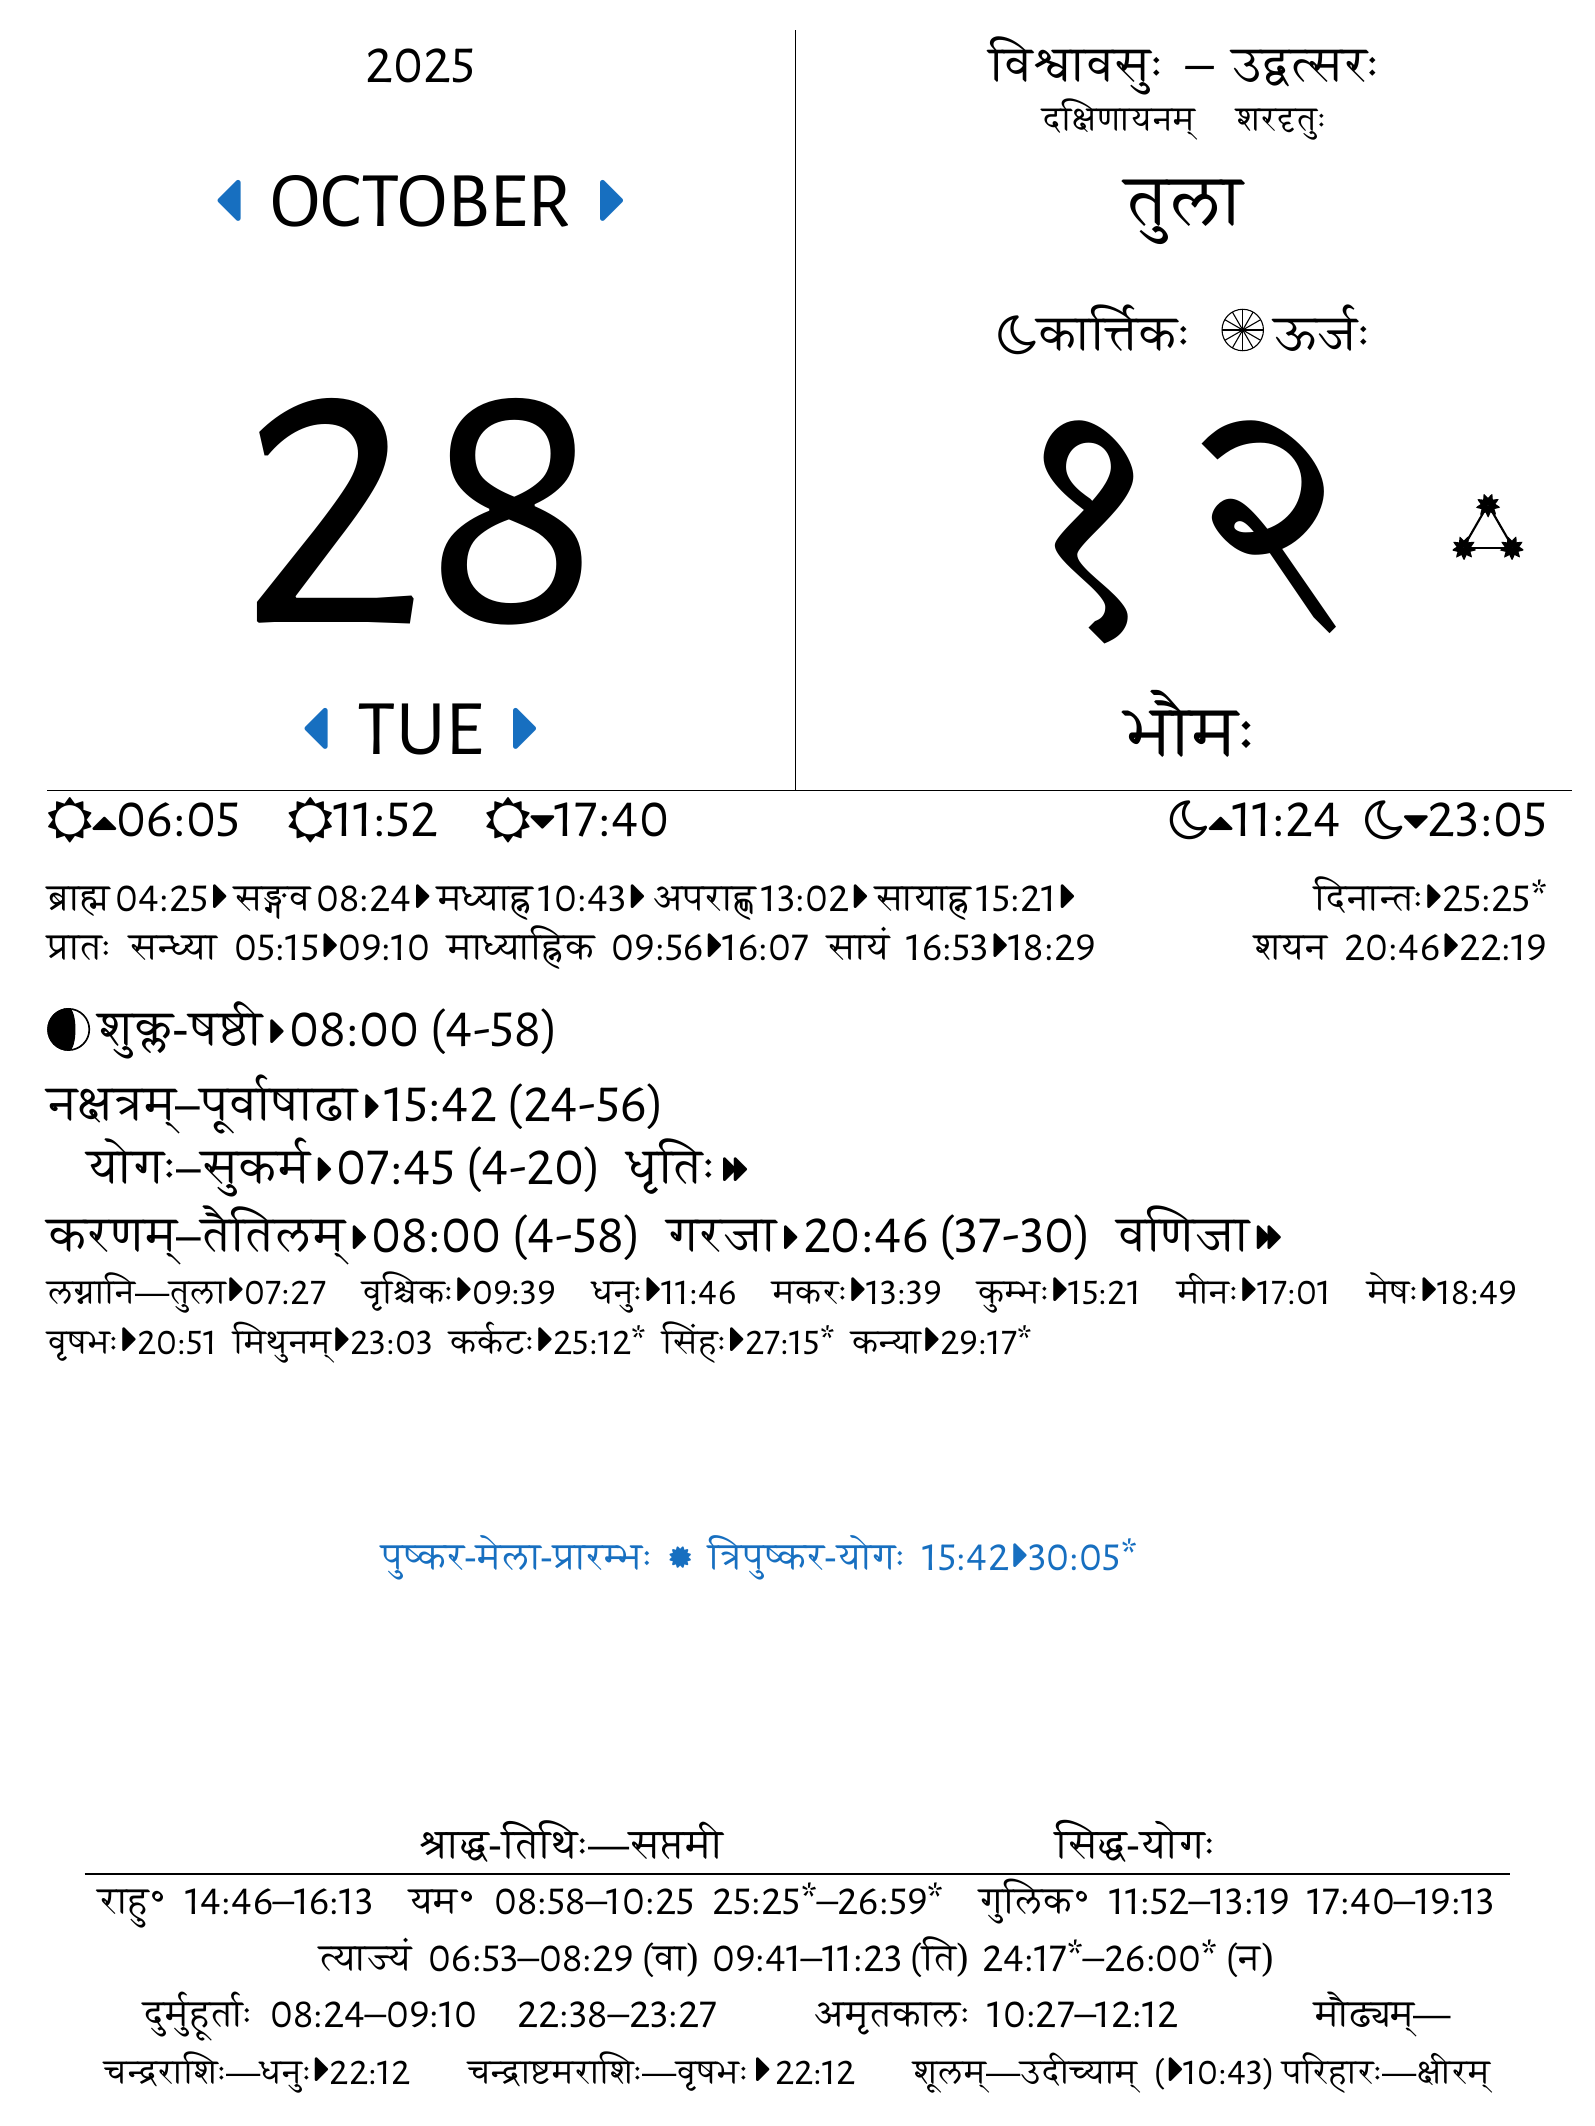 2025
OCTOBER
28
TUE
विश्वावसुः – उद्वत्सरः
दक्षिणायनम् शरदृतुः
तुला
कार्त्तिकः ऊर्जः
१२
भौमः
06:05 11:52 17:40 11:24 23:05
ब्राह्म 04:25 सङ्गव 08:24 मध्याह्न 10:43 अपराह्ण 13:02 सायाह्न 15:21 दिनान्तः 25:25*
प्रातः सन्ध्या 05:15 09:10 माध्याह्निक 09:56 16:07 सायं 16:53 18:29 शयन 20:46 22:19
शुक्ल-षष्ठी 08:00 (4-58)
नक्षत्रम्–पूर्वाषाढा 15:42 (24-56)
योगः–सुकर्म 07:45 (4-20) धृतिः
करणम्–तैतिलम् 08:00 (4-58) गरजा 20:46 (37-30) वणिजा
लग्नानि—तुला 07:27 वृश्चिकः 09:39 धनुः 11:46 मकरः 13:39 कुम्भः 15:21 मीनः 17:01 मेषः 18:49
वृषभः 20:51 मिथुनम् 23:03 कर्कटः 25:12* सिंहः 27:15* कन्या 29:17*
पुष्कर-मेला-प्रारम्भः त्रिपुष्कर-योगः 15:42 30:05*
श्राद्ध-तिथिः—सप्तमी सिद्ध-योगः
राहु° 14:46–16:13 यम° 08:58–10:25 25:25*–26:59* गुलिक° 11:52–13:19 17:40–19:13
त्याज्यं 06:53–08:29 (वा) 09:41–11:23 (ति) 24:17*–26:00* (न)
दुर्मुहूर्ताः 08:24–09:10 22:38–23:27 अमृतकालः 10:27–12:12 मौढ्यम्—
चन्द्रराशिः—धनुः 22:12 चन्द्राष्टमराशिः—वृषभः 22:12 शूलम्—उदीच्याम् (10:43) परिहारः—क्षीरम्